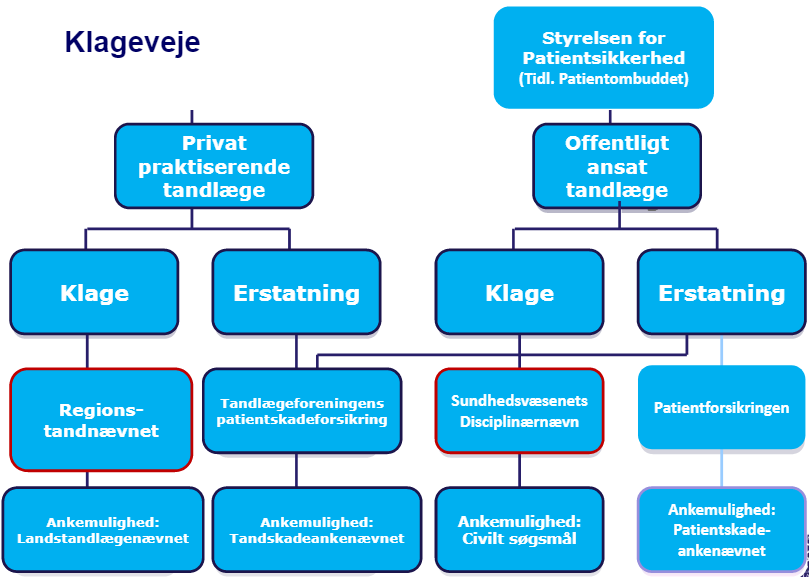 Klageveje
Styrelsen for
Patientsikkerhed
(Tidl. Patientombuddet)
Privat
praktiserende
tandlæge
Offentligt
ansat
tandlæge
Klage
Erstatning
Klage
Erstatning
Regions-
tandnævnet
Tandlægeforeningens
patientskadeforsikring
Sundhedsvæsenets
Disciplinærnævn
Patientforsikringen
Ankemulighed:
Landstandlægenævnet
Ankemulighed:
Tandskadeankenævnet
Ankemulighed:
Civilt søgsmål
Ankemulighed:
Patientskade-
ankenævnet